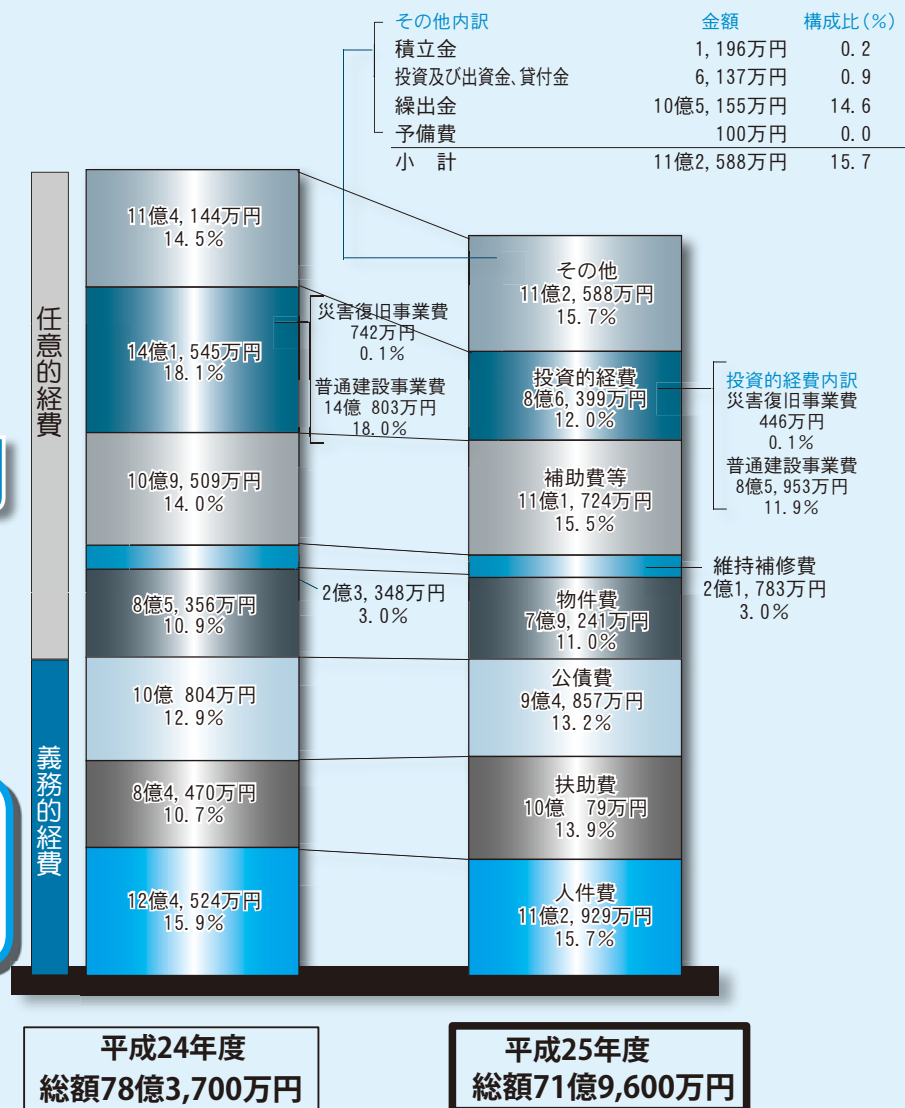 その他内訳 金額 構成比(%)
積立金 1,196万円 0.2
投資及び出資金、貸付金 6,137万円 0.9
繰出金 10億5,155万円 14.6
予備費 100万円 0.0
小 計 11億2,588万円 15.7
任意的経費
義務的経費
11億4,144万円
14.5%
14億1,545万円
18.1%
災害復旧事業費
742万円
0.1%
普通建設事業費
14億 803万円
18.0%
10億9,509万円
14.0%
2億3,348万円
3.0%
8億5,356万円
10.9%
10億 804万円
12.9%
8億4,470万円
10.7%
12億4,524万円
15.9%
その他
11億2,588万円
15.7%
投資的経費
8億6,399万円
12.0%
投資的経費内訳
災害復旧事業費
446万円
0.1%
普通建設事業費
8億5,953万円
11.9%
補助費等
11億1,724万円
15.5%
維持補修費
2億1,783万円
3.0%
物件費
7億9,241万円
11.0%
公債費
9億4,857万円
13.2%
扶助費
10億 79万円
13.9%
人件費
11億2,929万円
15.7%
平成24年度
総額78億3,700万円
平成25年度
総額71億9,600万円